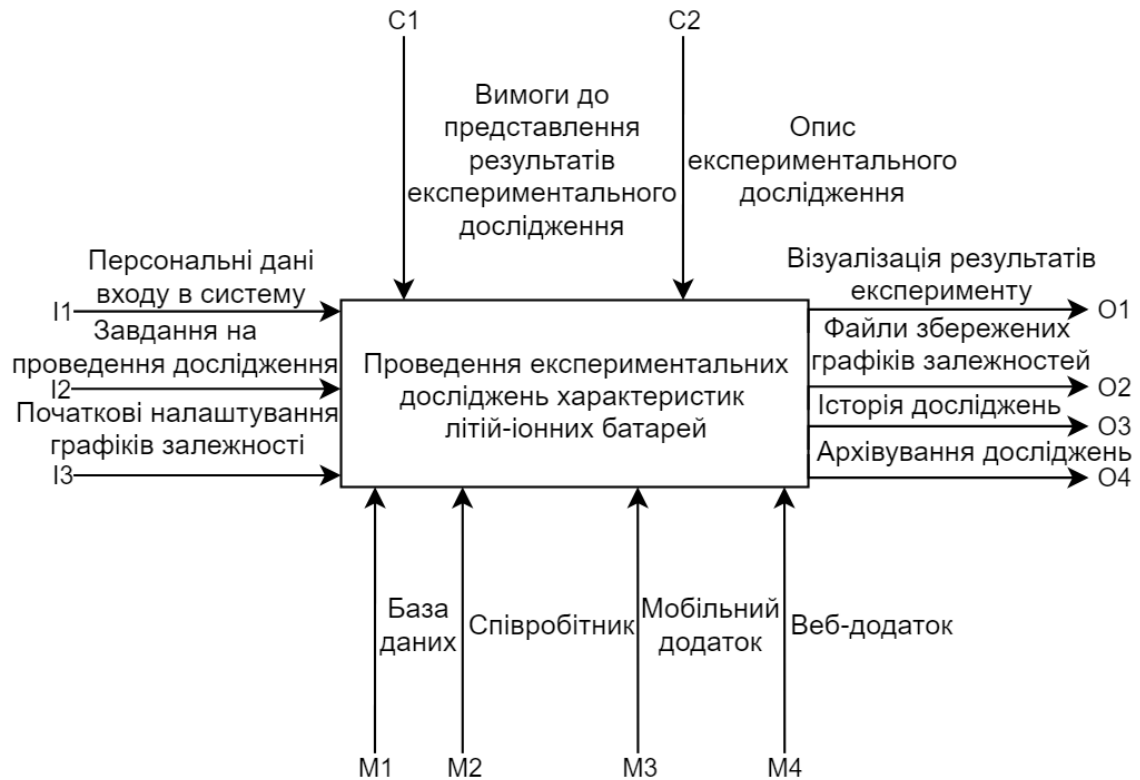 C1
C2
Вимоги до
представлення
результатів
експериментального
дослідження
Опис
експериментального
дослідження
Персональні дані
входу в систему
I1
Завдання на
проведення дослідження
I2
Початкові налаштування
графіків залежності
I3
Проведення експериментальних
досліджень характеристик
літій-іонних батарей
Візуалізація результатів
експерименту
O1
Файли збережених
графіків залежностей
O2
Історія досліджень
O3
Архівування досліджень
O4
База
даних
Співробітник
Мобільний
додаток
Веб-додаток
M1
M2
M3
M4